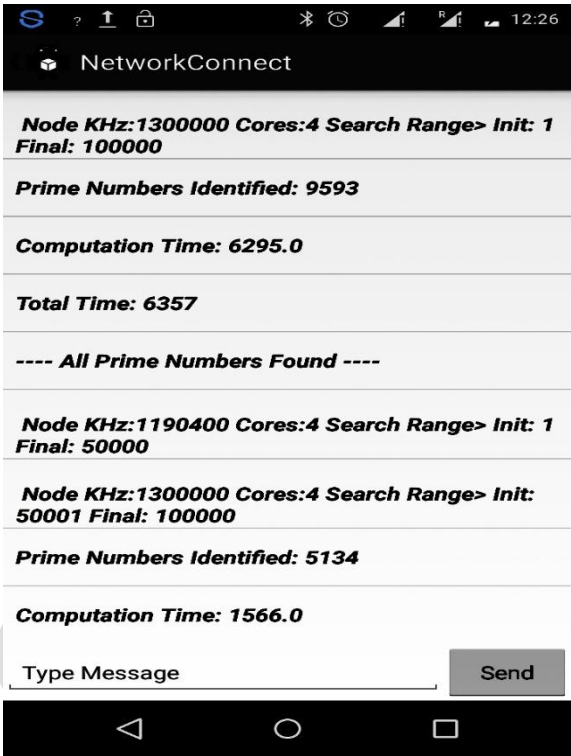 ? 12:26
NetworkConnect
Node KHz:1300000 Cores:4 Search Range> Init: 1
Final: 100000
Prime Numbers Identified: 9593
Computation Time: 6295.0
Total Time: 6357
---- All Prime Numbers Found ----
Node KHz:1190400 Cores:4 Search Range> Init: 1
Final: 50000
Node KHz:1300000 Cores:4 Search Range> Init:
50001 Final: 100000
Prime Numbers Identified: 5134
Computation Time: 1566.0
Type Message
Send